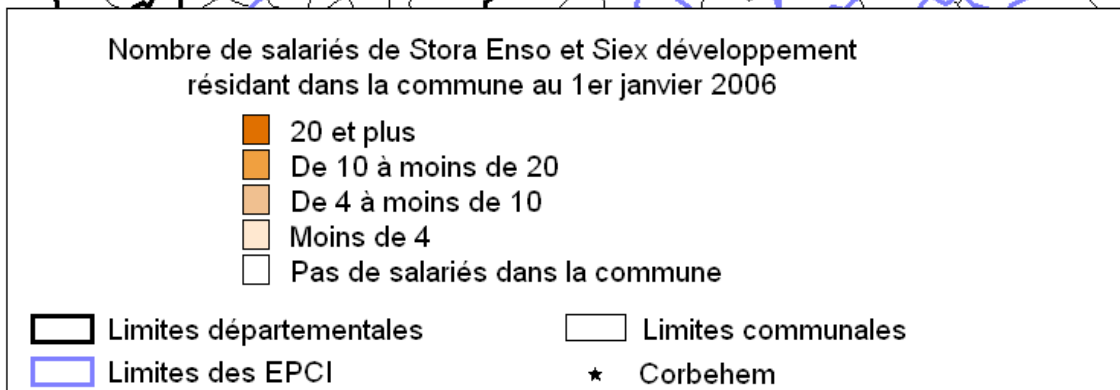 Nombre de salariés de Stora Enso et Siex développement
résidant dans la commune au 1er janvier 2006
20 et plus
De 10 à moins de 20
De 4 à moins de 10
Moins de 4
Pas de salariés dans la commune
Limites départementales
Limites communales
Limites des EPCI
Corbehem